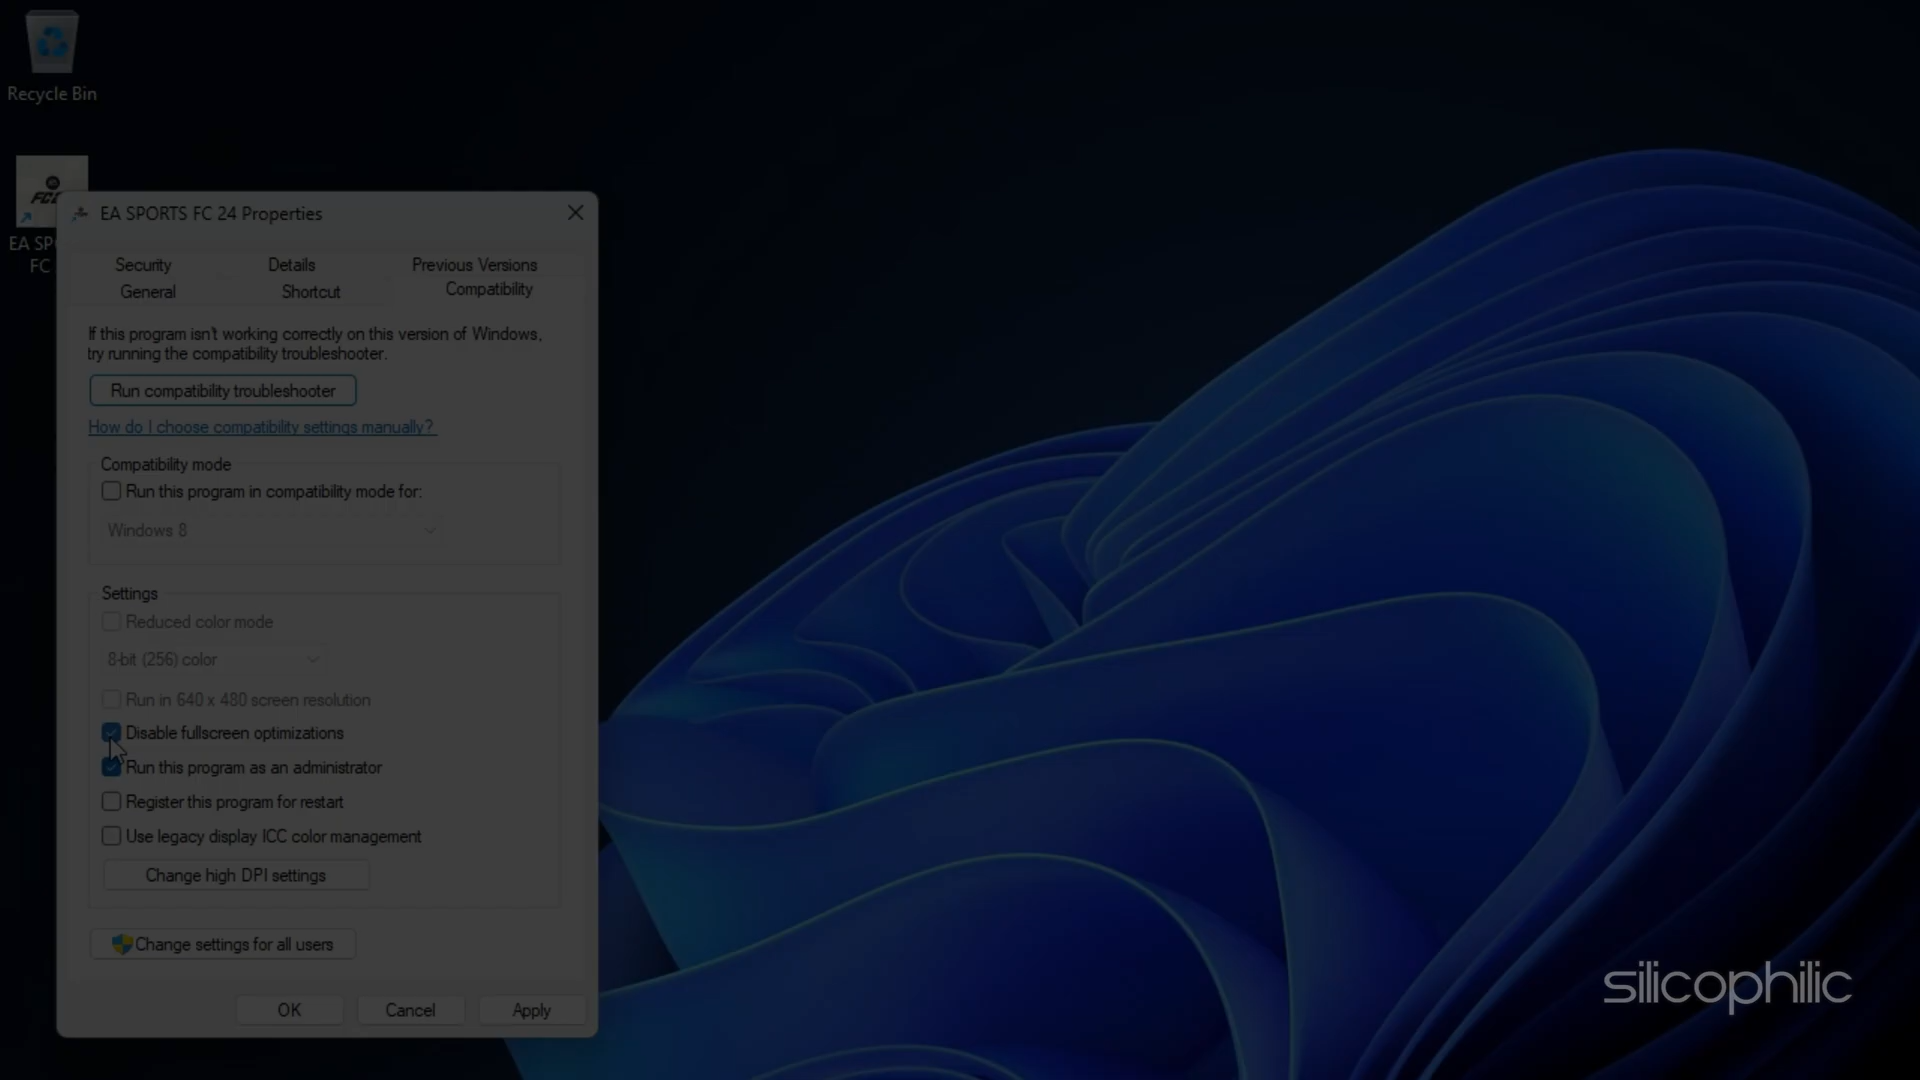 Recycle Bin
FC
EA SP
FC
EA SPORTS FC 24 Properties
Security
Details
Previous Versions
General
Shortcut
Compatibility
If this program isn't working correctly on this version of Windows,
try running the compatibility troubleshooter.
Run compatibility troubleshooter
How do I choose compatibility settings manually?
Compatibility mode
Run this program in compatibility mode for:
Windows 8
Settings
Reduced color mode
8-bit (256) color
Run in 640 x 480 screen resolution
Disable fullscreen optimizations
Run this program as an administrator
Register this program for restart
Use legacy display ICC color management
Change high DPI settings
Change settings for all users
OK
Cancel
Apply
silicophilic